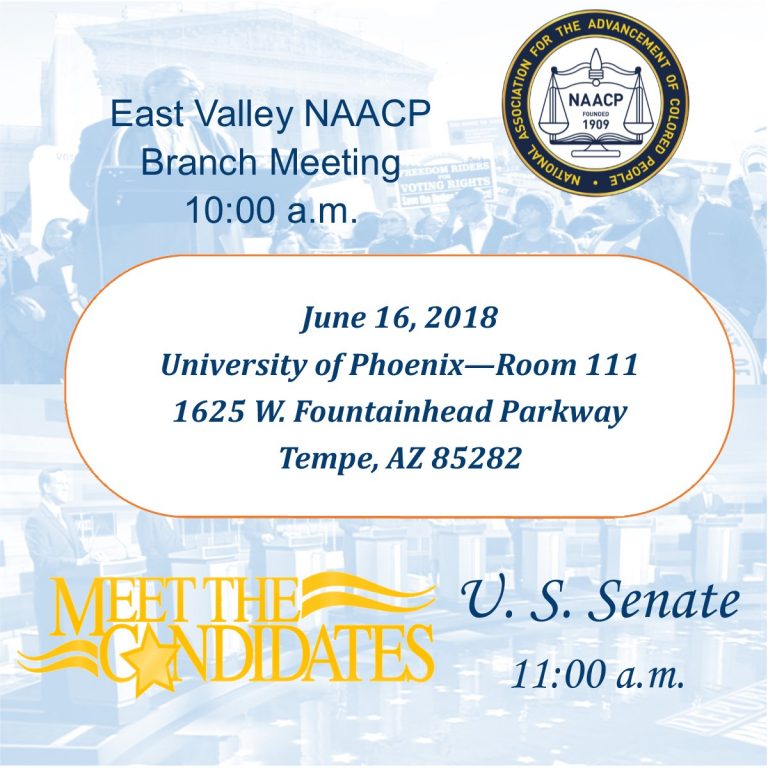 East Valley NAACP
Branch Meeting
10:00 a.m.
NATIONAL ASSOCIATION FOR THE ADVANCEMENT OF COLORED PEOPLE
NAACP
FOUNDED
1909
FREEDOM RIDERS
FOR
VOTING RIGHTS
June 16, 2018
University of Phoenix—Room 111
1625 W. Fountainhead Parkway
Tempe, AZ 85282
MEET THE
CANDIDATES
U. S. Senate
11:00 a.m.